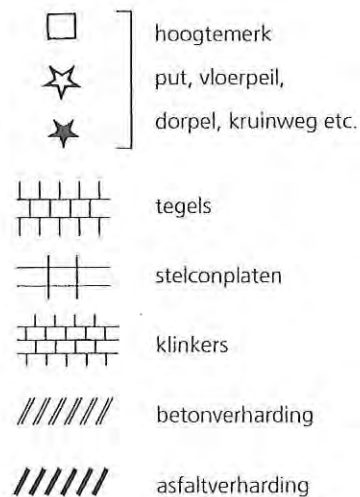 hoogtemerk
put, vloerpeil,
dorpel, kruinweg etc.
tegels
stelconplaten
klinkers
betonverharding
asfaltverharding